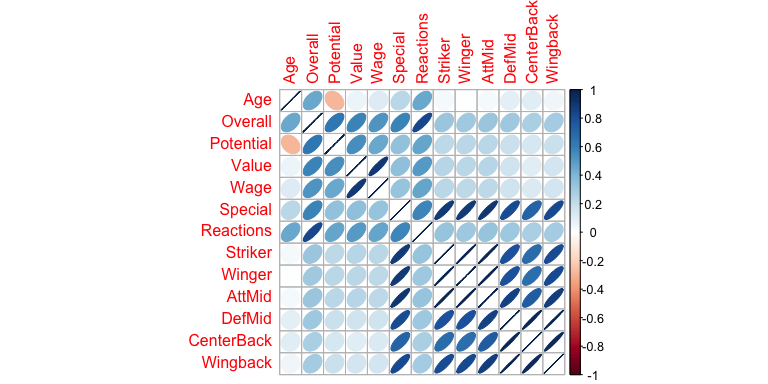 Age
Overall
Potential
Value
Wage
Special
Reactions
Striker
Winger
AttMid
DefMid
CenterBack
Wingback
Age
Overall
Potential
Value
Wage
Special
Reactions
Striker
Winger
AttMid
DefMid
CenterBack
Wingback
1
0.8
0.6
0.4
0.2
0
-0.2
-0.4
-0.6
-0.8
-1